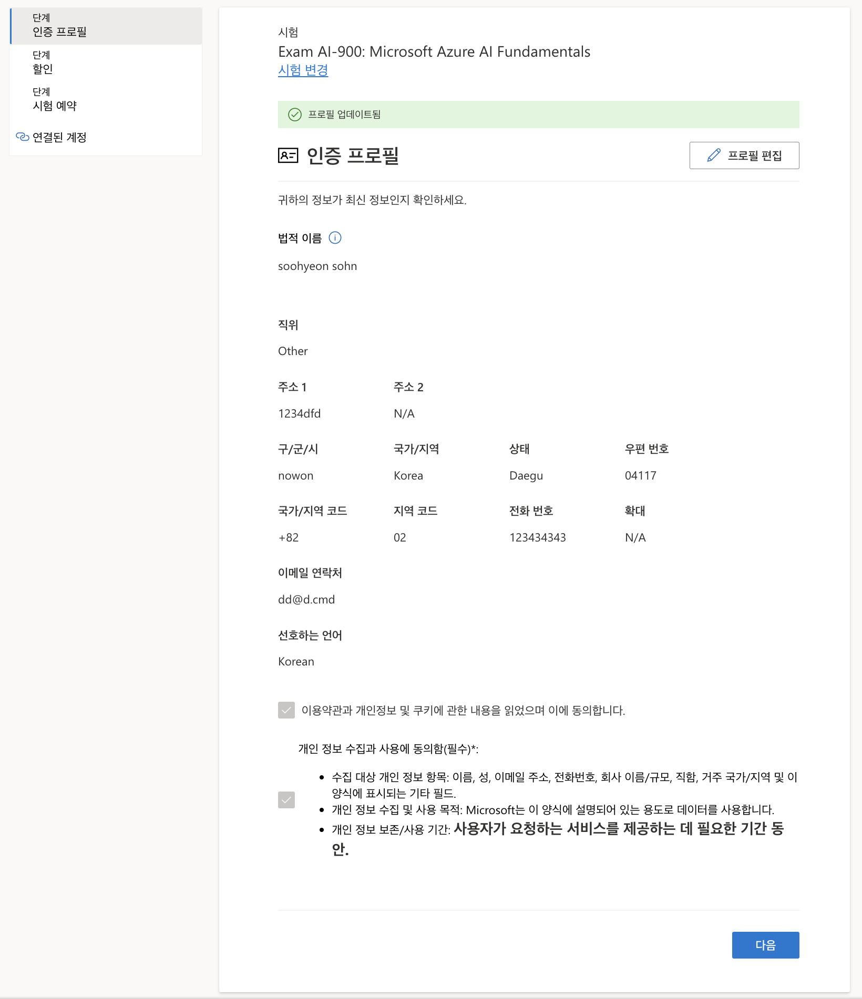 단계
인증 프로필
단계
할인
단계
시험 예약
연결된 계정
시험
Exam AI-900: Microsoft Azure AI Fundamentals
시험 변경
프로필 업데이트됨
인증 프로필
프로필 편집
귀하의 정보가 최신 정보인지 확인하세요.
법적 이름
soohyeon sohn
직위
Other
주소 1 주소 2
1234dfd N/A
구/군/시 국가/지역 상태 우편 번호
nowon Korea Daegu 04117
국가/지역 코드 지역 코드 전화 번호 확대
+82 02 123434343 N/A
이메일 연락처
dd@d.cmd
선호하는 언어
Korean
이용약관과 개인정보 및 쿠키에 관한 내용을 읽었으며 이에 동의합니다.
개인 정보 수집과 사용에 동의함(필수)*:
• 수집 대상 개인 정보 항목: 이름, 성, 이메일 주소, 전화번호, 회사 이름/규모, 직함, 거주 국가/지역 및 이
양식에 표시되는 기타 필드.
• 개인 정보 수집 및 사용 목적: Microsoft는 이 양식에 설명되어 있는 용도로 데이터를 사용합니다.
• 개인 정보 보존/사용 기간: 사용자가 요청하는 서비스를 제공하는 데 필요한 기간 동
안.
다음